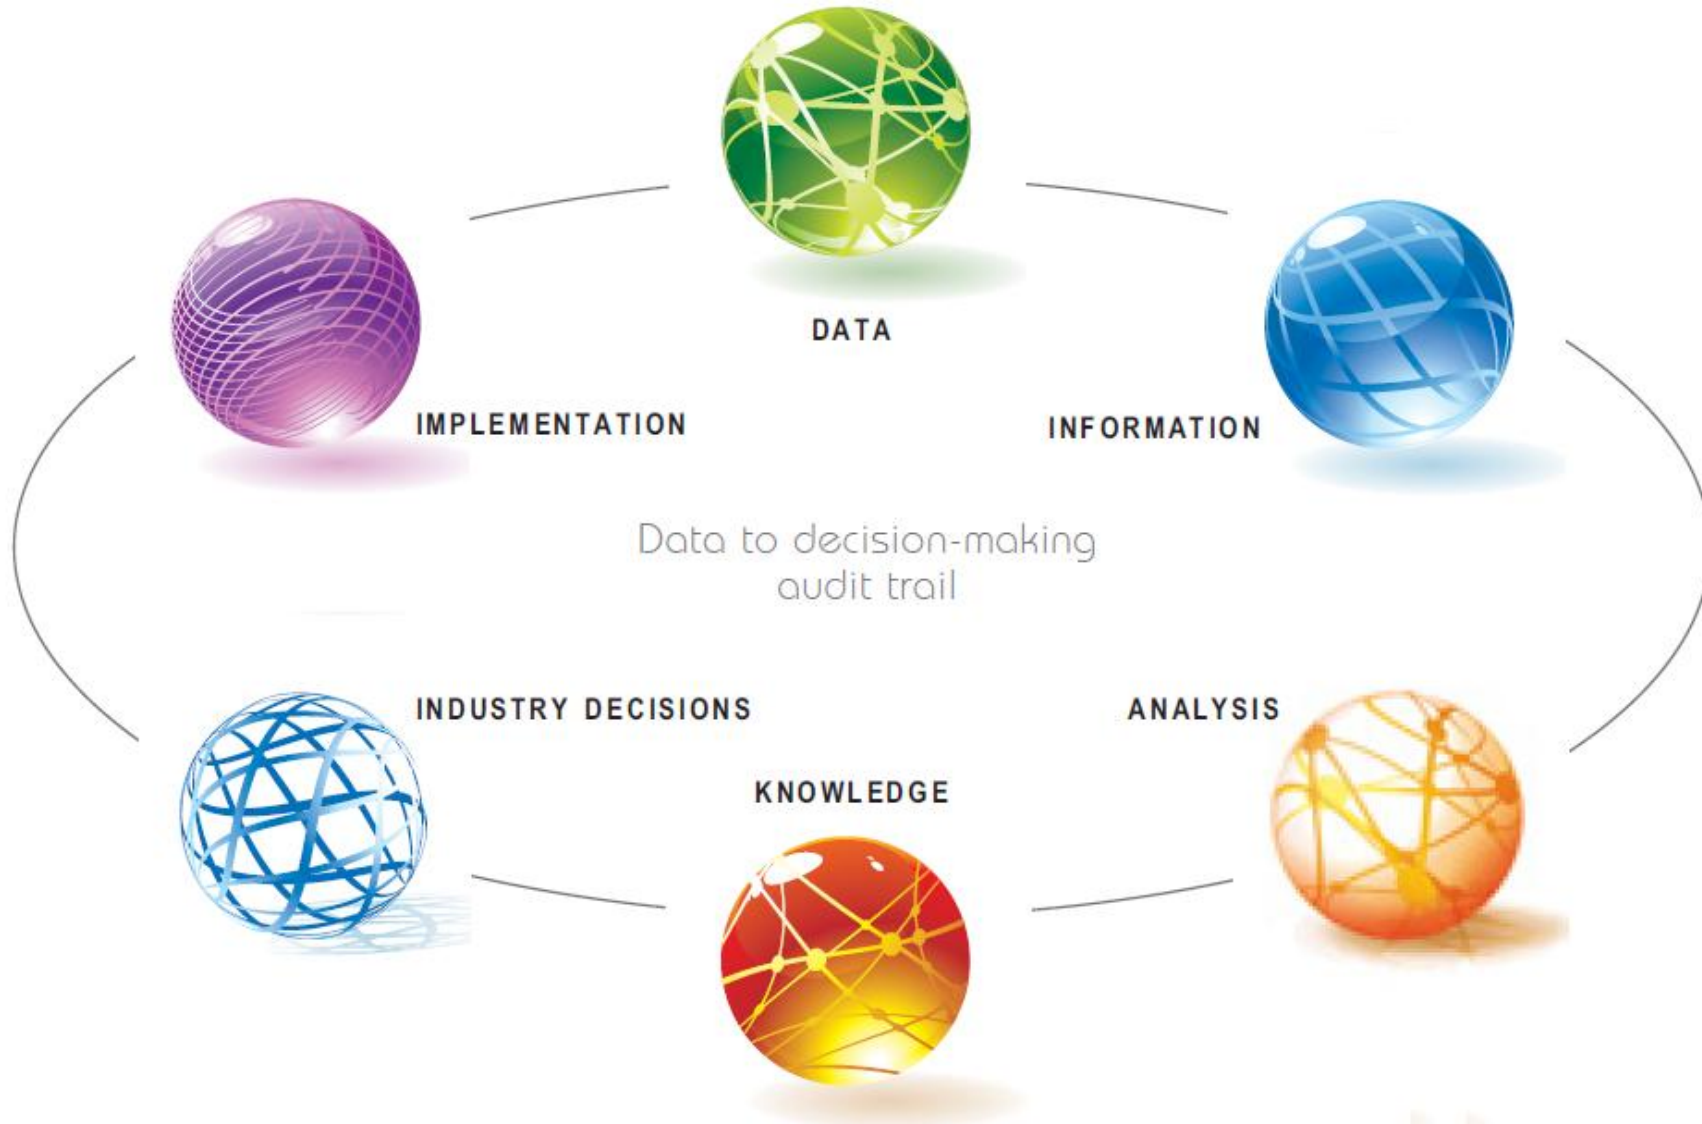 DATA
IMPLEMENTATION
INFORMATION
Data to decision-making
audit trail
INDUSTRY DECISIONS
ANALYSIS
KNOWLEDGE